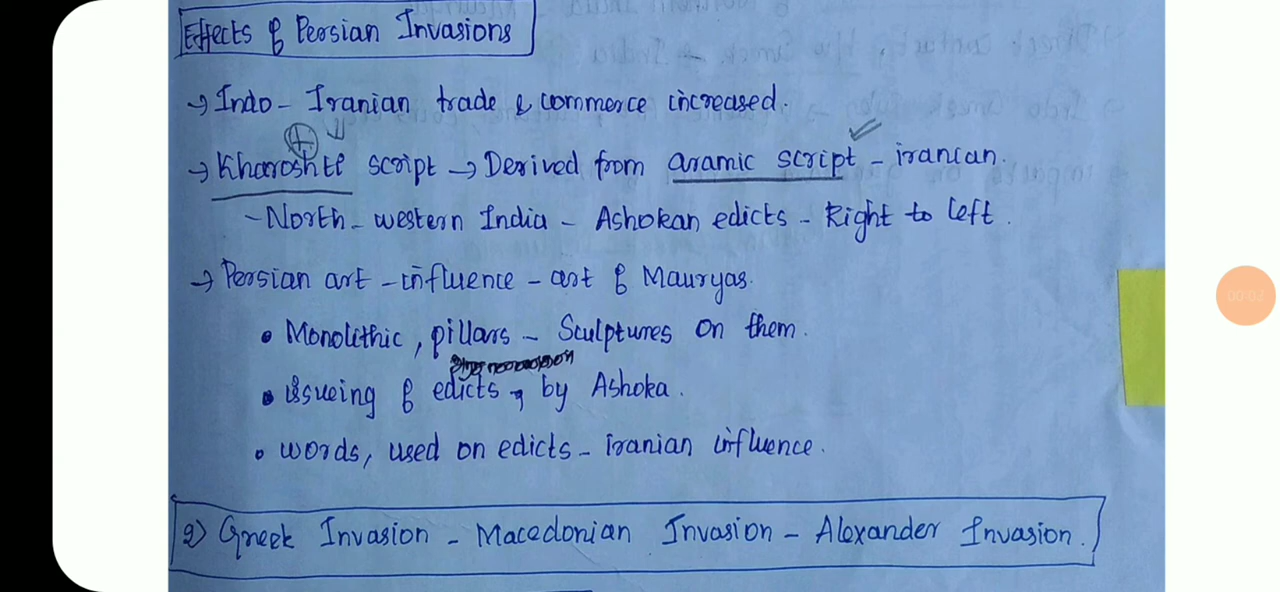 Effects of Persian Invasions
→ Indo - Iranian trade & commerce increased.
→ Kharoshte script → Derived from aramic script - iranian.
- North - western India - Ashokan edicts - Right to left.
→ Persian art - influence - art of Mauryas.
• Monolithic, pillars - Sculptures on them.
• issueing of edicts, by Ashoka.
• words, used on edicts - iranian influence.
2) Greek Invasion - Macedonian Invasion - Alexander Invasion.